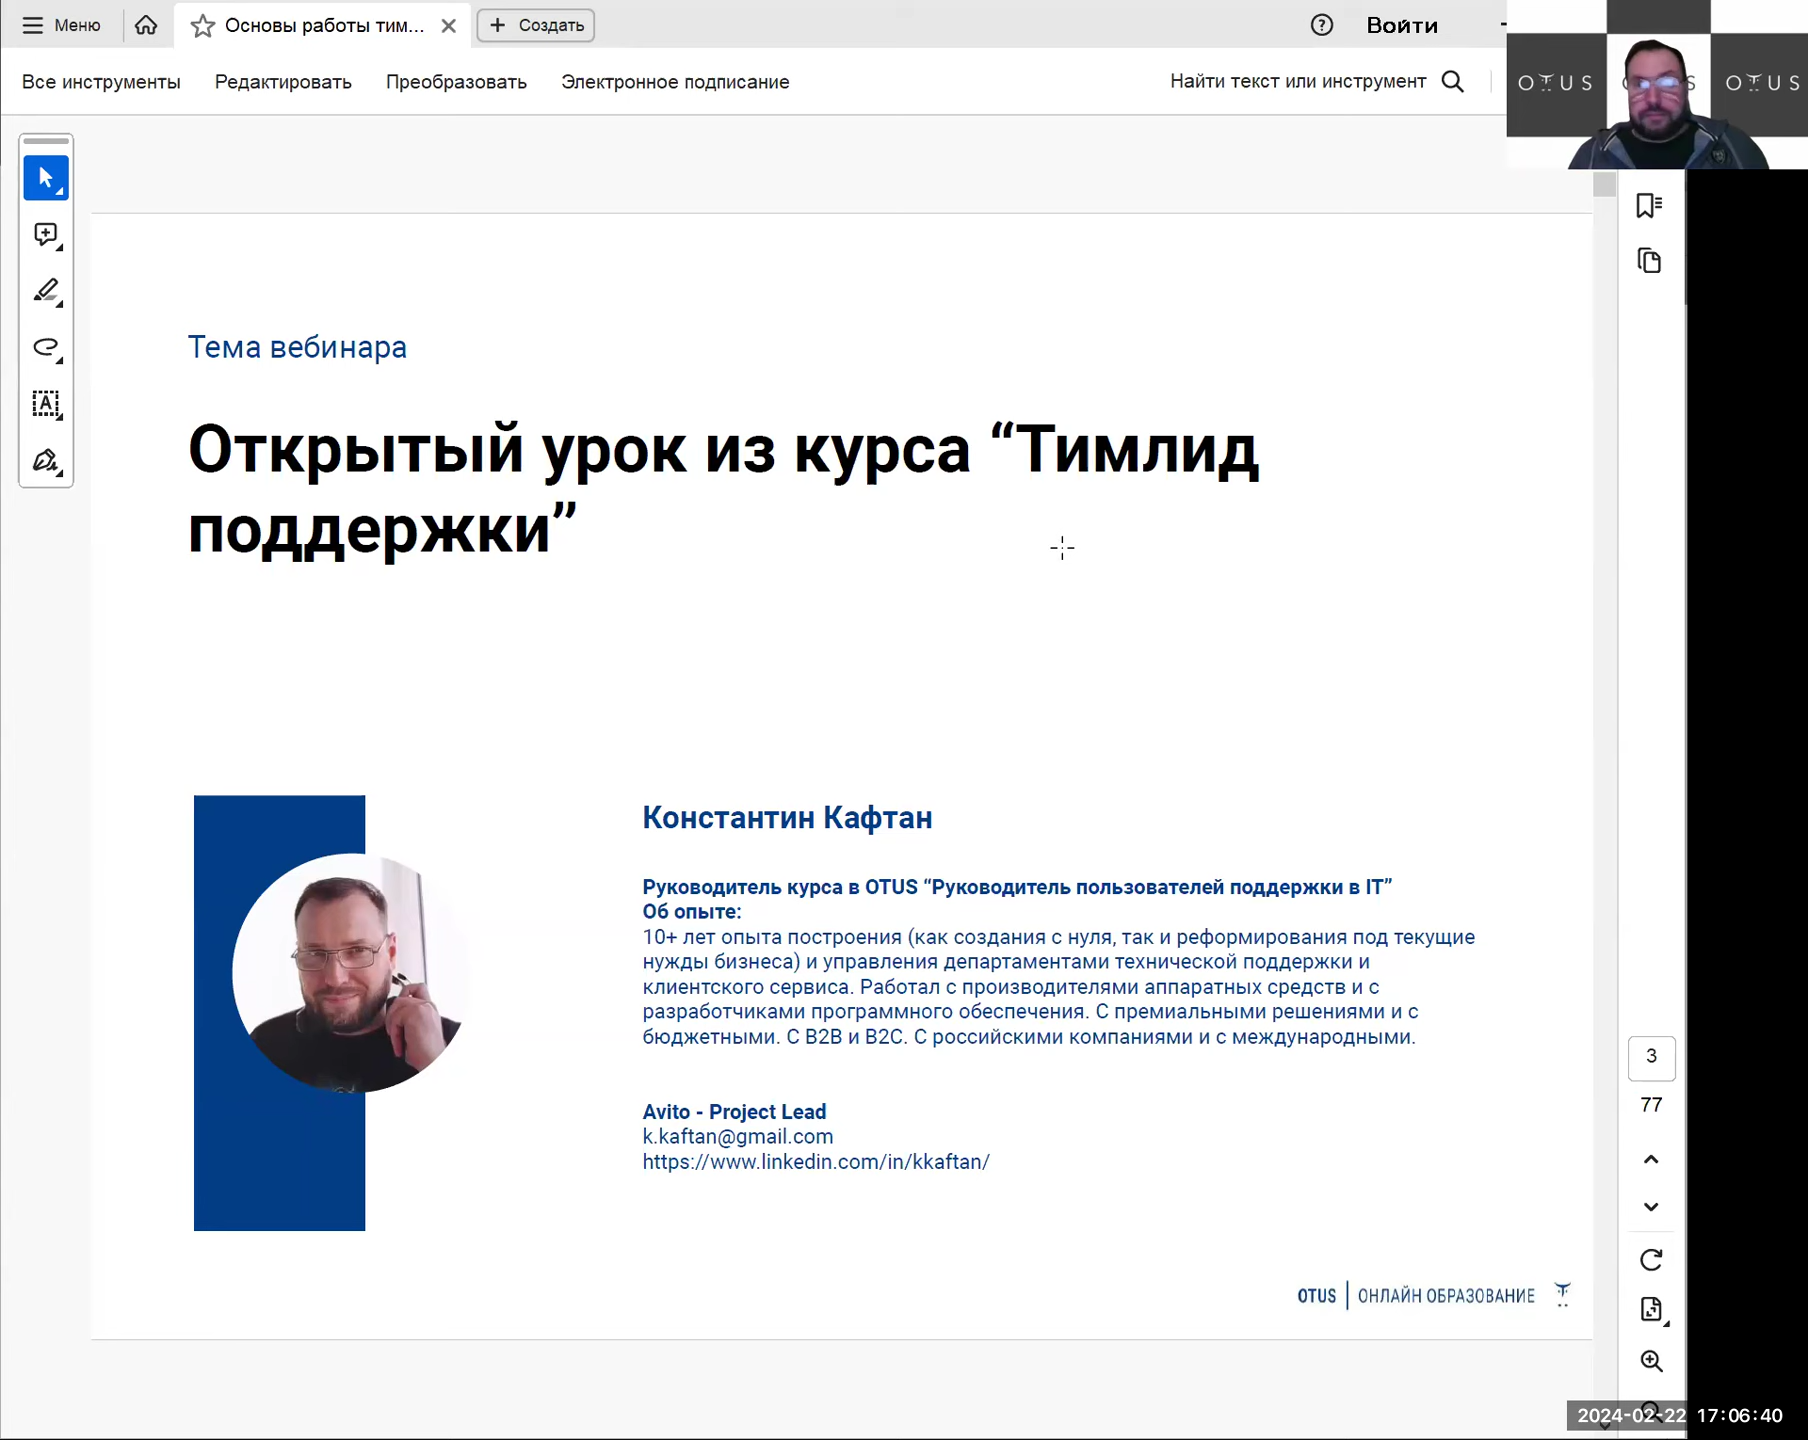 Меню
Основы работы тим...
Создать
Войти
Все инструменты
Редактировать
Преобразовать
Электронное подписание
Найти текст или инструмент
OTUS
OTUS
Тема вебинара
Открытый урок из курса “Тимлид
поддержки”
Константин Кафтан
Руководитель курса в OTUS “Руководитель пользователей поддержки в IT”
Об опыте:
10+ лет опыта построения (как создания с нуля, так и реформирования под текущие
нужды бизнеса) и управления департаментами технической поддержки и
клиентского сервиса. Работал с производителями аппаратных средств и с
разработчиками программного обеспечения. С премиальными решениями и с
бюджетными. С B2B и B2C. С российскими компаниями и с международными.
Avito - Project Lead
k.kaftan@gmail.com
https://www.linkedin.com/in/kkaftan/
3
77
OTUS | ОНЛАЙН ОБРАЗОВАНИЕ
2024-02-22 17:06:40